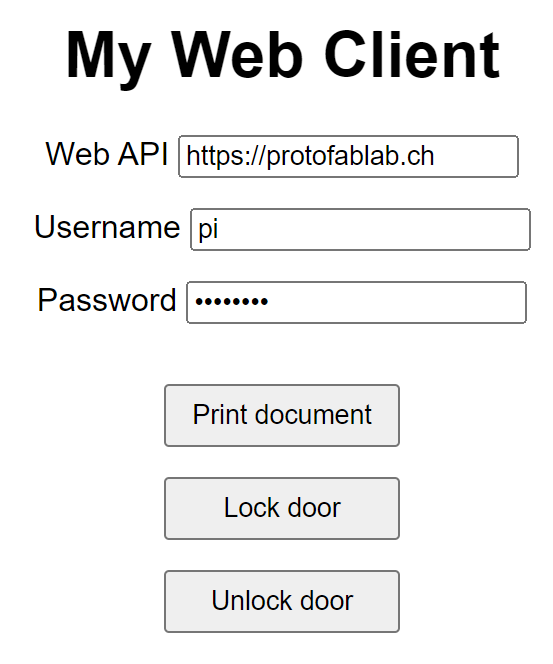 My Web Client
Web API https://protofablab.ch
Username pi
Password ••••••••
Print document
Lock door
Unlock door